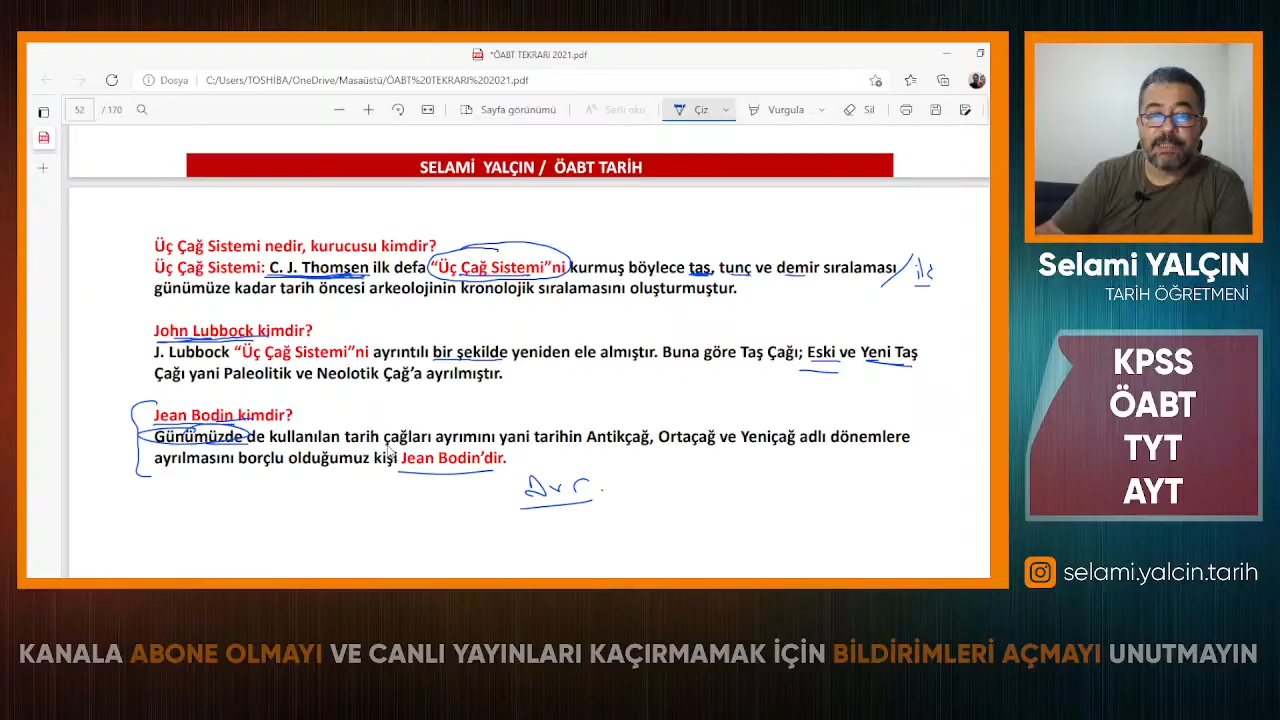 *ÖABT TEKRARI 2021.pdf
Dosya C:/Users/TOSHİBA/OneDrive/Masaüstü/ÖABT%20TEKRARI%202021.pdf
52 / 170 Sayfa görünümü Sesli oku Çiz Vurgula Sil
SELAMİ YALÇIN / ÖABT TARİH
Üç Çağ Sistemi nedir, kurucusu kimdir?
Üç Çağ Sistemi: C. J. Thomsen ilk defa “Üç Çağ Sistemi”ni kurmuş böylece taş, tunç ve demir sıralaması
ilk
günümüze kadar tarih öncesi arkeolojinin kronolojik sıralamasını oluşturmuştur.
John Lubbock kimdir?
J. Lubbock “Üç Çağ Sistemi”ni ayrıntılı bir şekilde yeniden ele almıştır. Buna göre Taş Çağı; Eski ve Yeni Taş
Çağı yani Paleolitik ve Neolotik Çağ’a ayrılmıştır.
Jean Bodin kimdir?
Günümüzde de kullanılan tarih çağları ayrımını yani tarihin Antikçağ, Ortaçağ ve Yeniçağ adlı dönemlere
ayrılmasını borçlu olduğumuz kişi Jean Bodin’dir.
Selami YALÇIN
TARİH ÖĞRETMENİ
KPSS
ÖABT
TYT
AYT
selami.yalcin.tarih
KANALA ABONE OLMAYI VE CANLI YAYINLARI KAÇIRMAMAK İÇİN BİLDİRİMLERİ AÇMAYI UNUTMAYIN